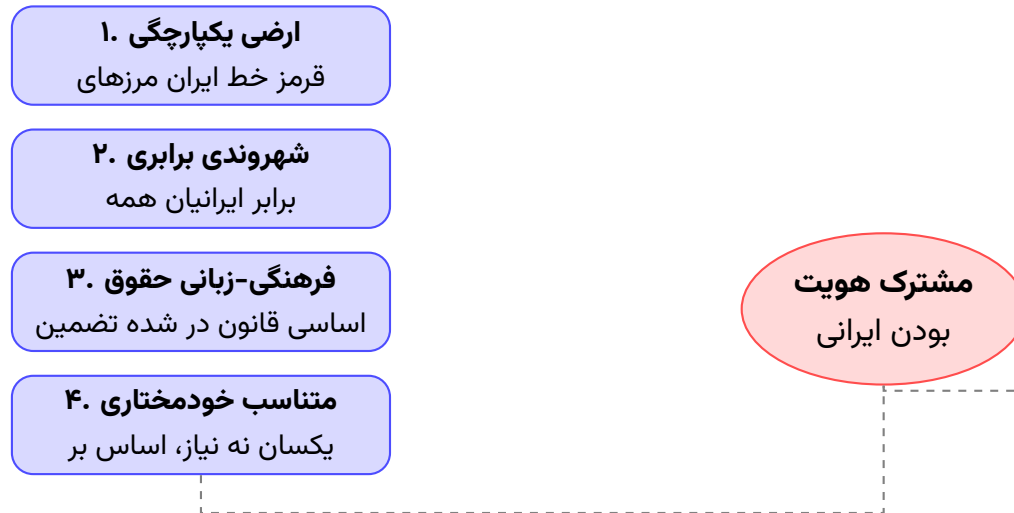 ارضی یکپارچگی .۱
قرمز خط ایران مرزهای
شهروندی برابری .۲
برابر ایرانیان همه
فرهنگی-زبانی حقوق .۳
اساسی قانون در شده تضمین
متناسب خودمختاری .۴
یکسان نه نیاز، اساس بر
مشترک هویت
بودن ایرانی